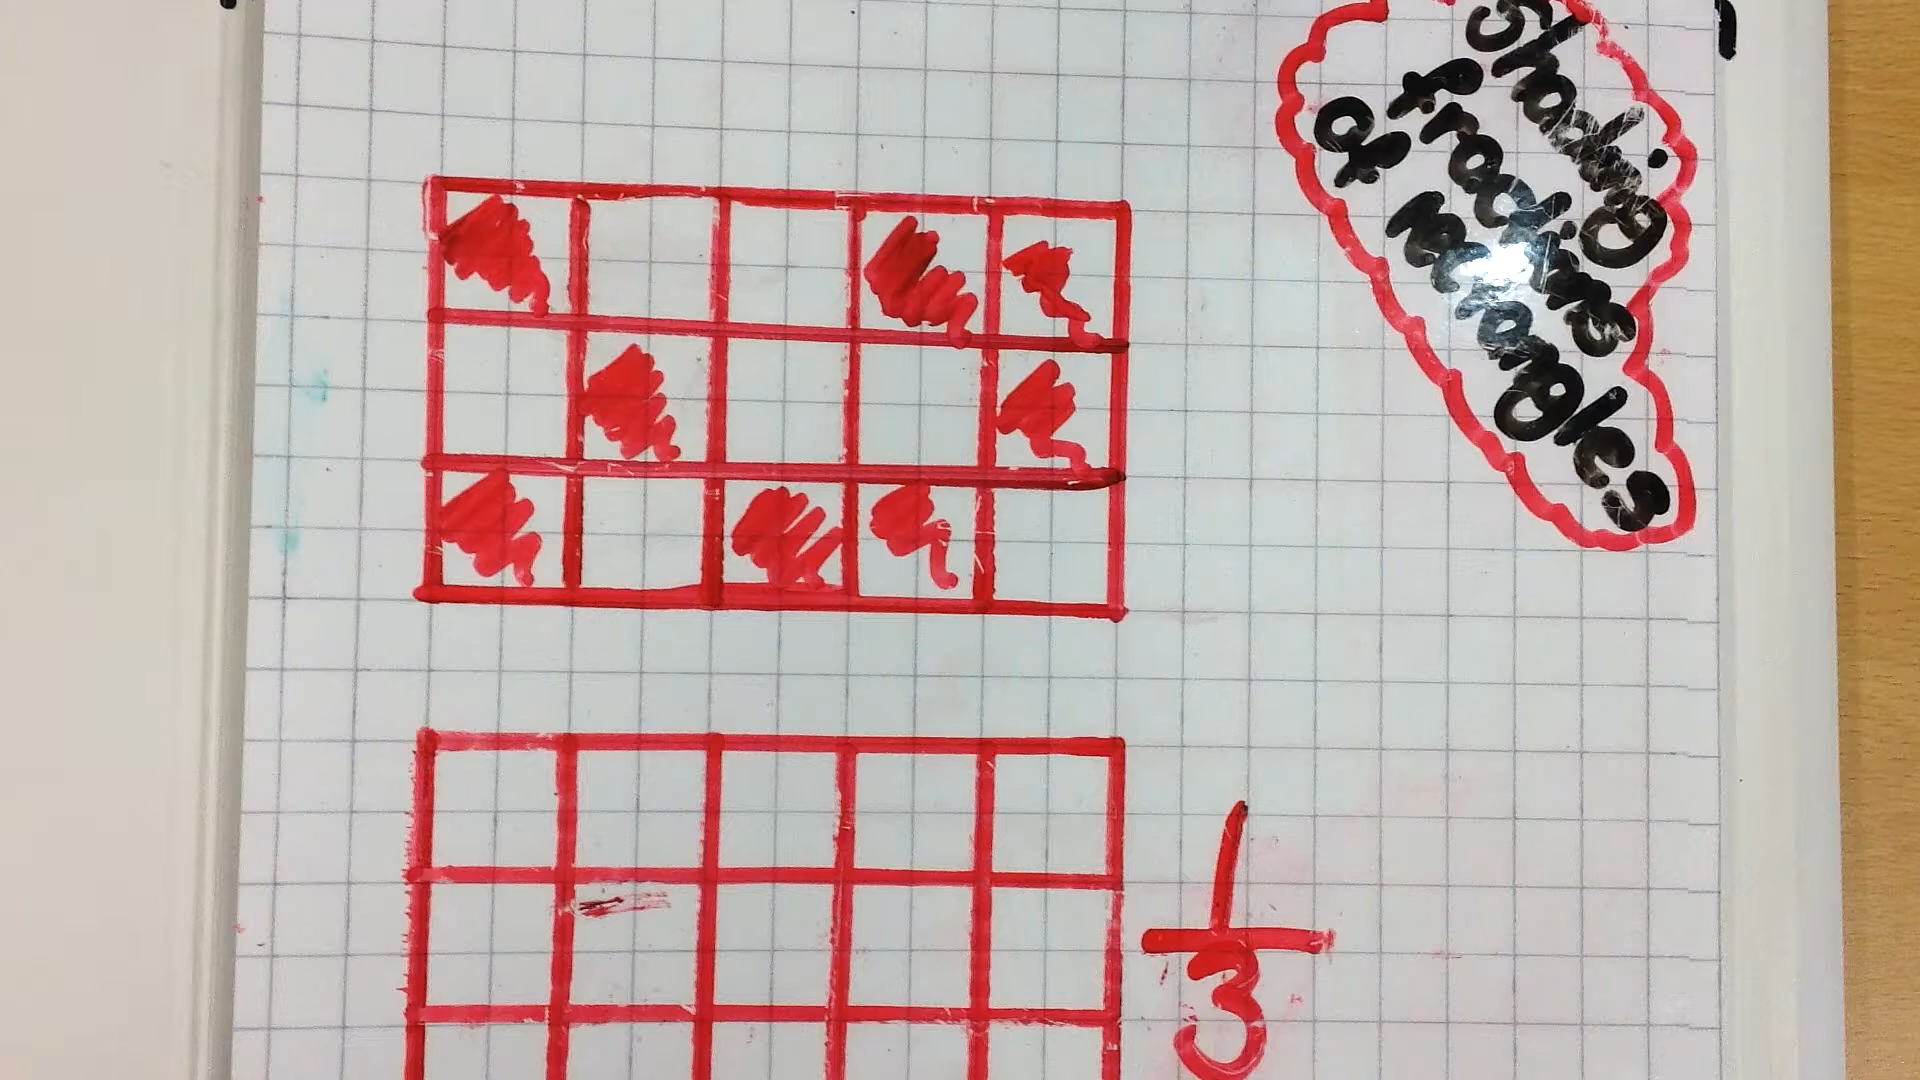 Shading
fractions
of rectangles
1
3